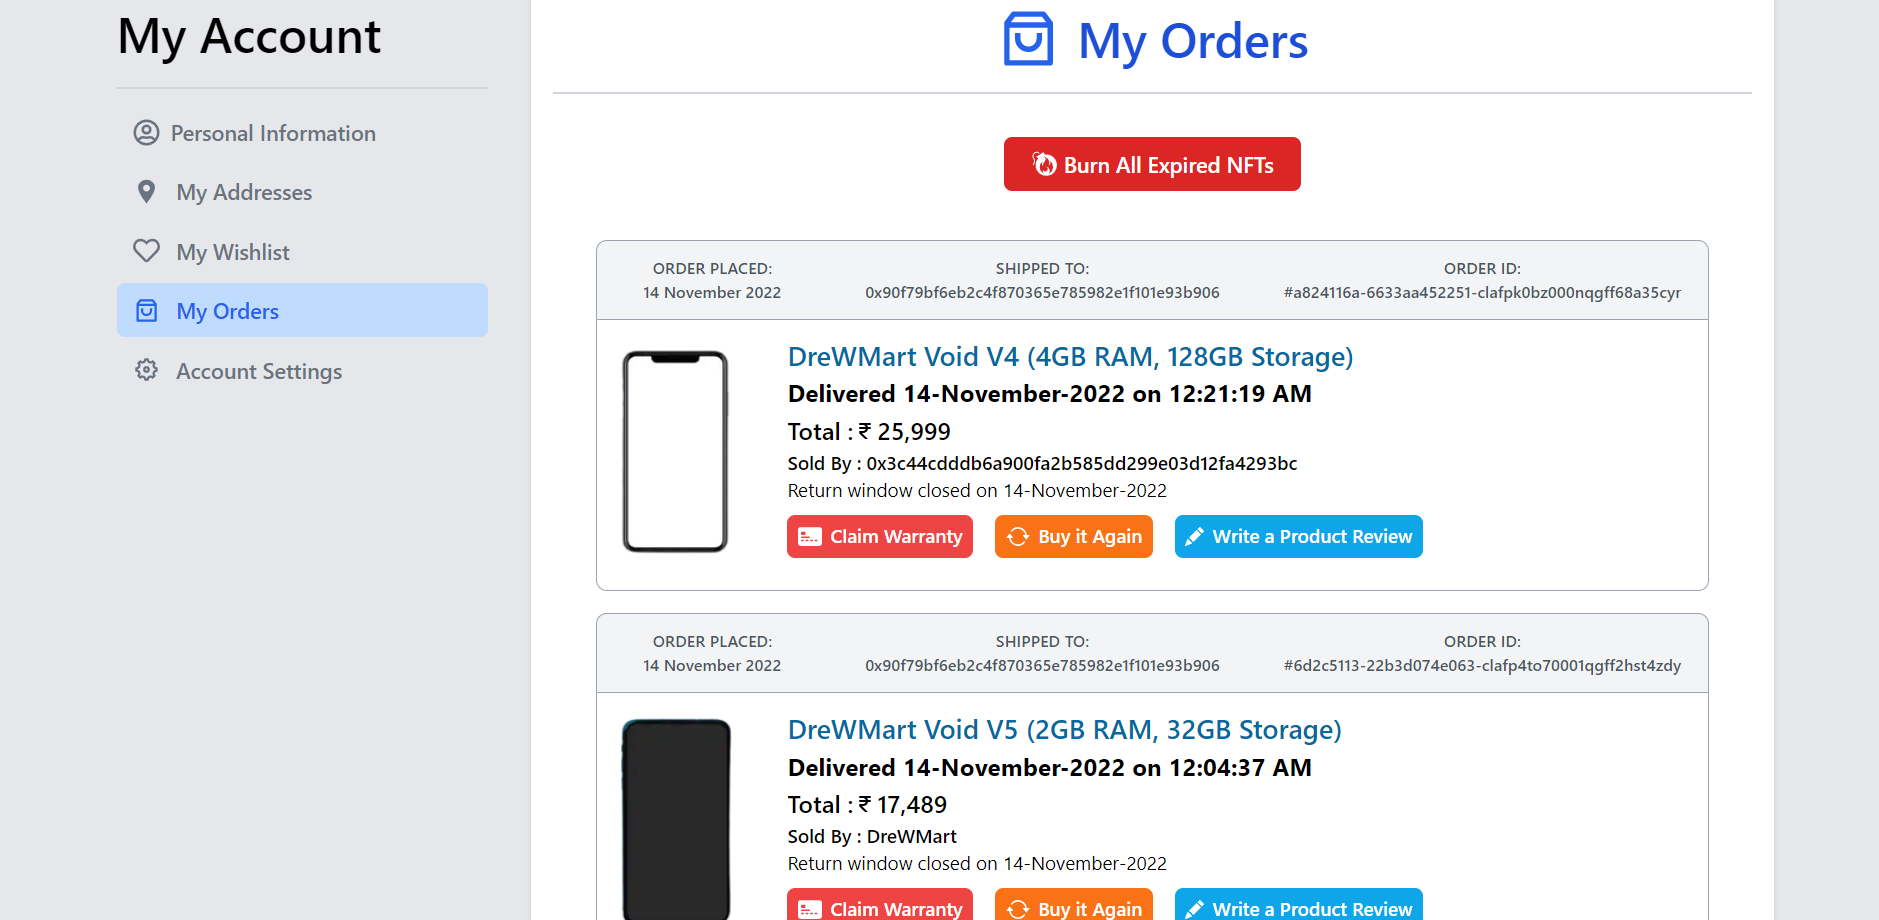 My Account
Personal Information
My Addresses
My Wishlist
My Orders
Account Settings
My Orders
Burn All Expired NFTs
ORDER PLACED: SHIPPED TO: ORDER ID:
14 November 2022 0x90f79bf6eb2c4f870365e785982e1f101e93b906 #a824116a-6633aa452251-clafpk0bz000nqgff68a35cyr
DreWMart Void V4 (4GB RAM, 128GB Storage)
Delivered 14-November-2022 on 12:21:19 AM
Total : ₹ 25,999
Sold By : 0x3c44cdddb6a900fa2b585dd299e03d12fa4293bc
Return window closed on 14-November-2022
Claim Warranty Buy it Again Write a Product Review
ORDER PLACED: SHIPPED TO: ORDER ID:
14 November 2022 0x90f79bf6eb2c4f870365e785982e1f101e93b906 #6d2c5113-22b3d074e063-clafp4to70001qgff2hst4zdy
DreWMart Void V5 (2GB RAM, 32GB Storage)
Delivered 14-November-2022 on 12:04:37 AM
Total : ₹ 17,489
Sold By : DreWMart
Return window closed on 14-November-2022
Claim Warranty Buy it Again Write a Product Review